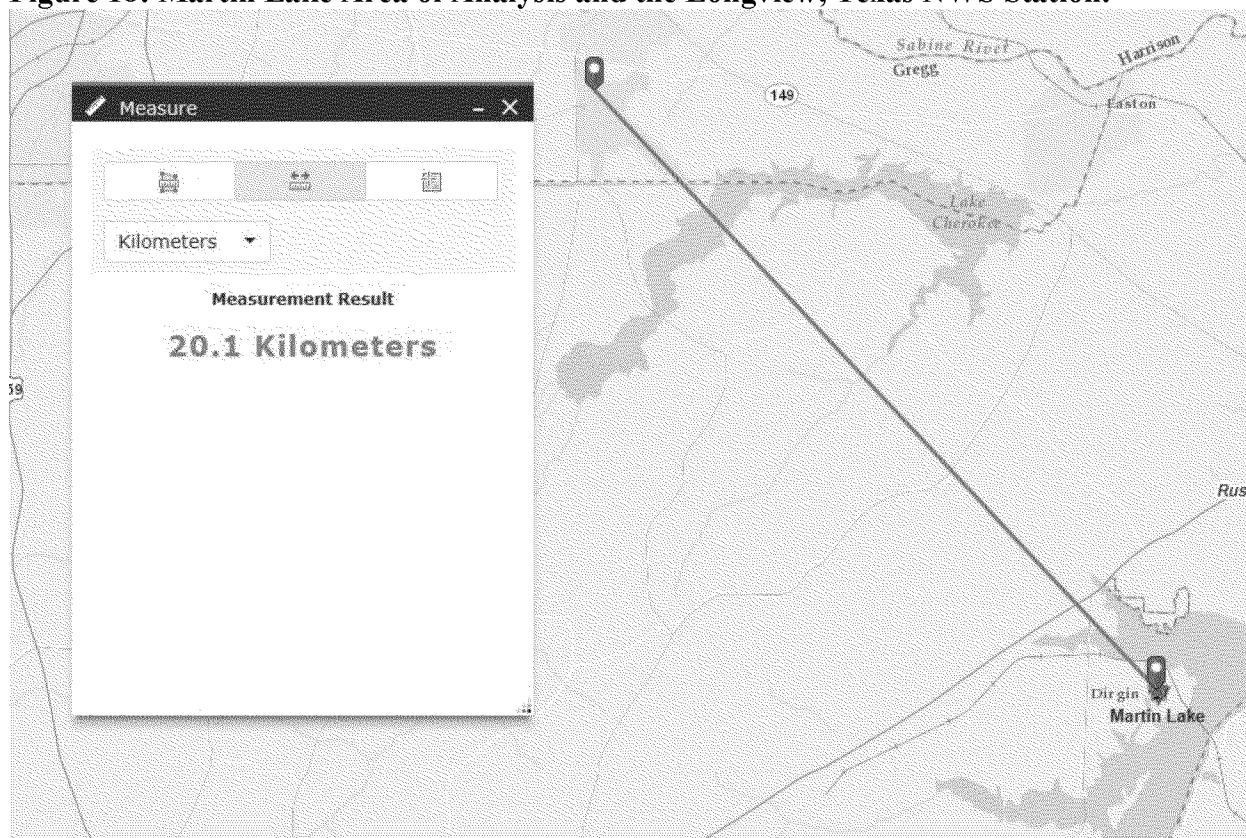 Figure 18: Martin Lake Area of Analysis and the Longview, Texas NWS Station.
Sabine River
Harrison
Gregg
Measure
149
Easton
Lake
Cherokee
Kilometers
Measurement Result
20.1 Kilometers
59
Rus
Dirgin
Martin Lake